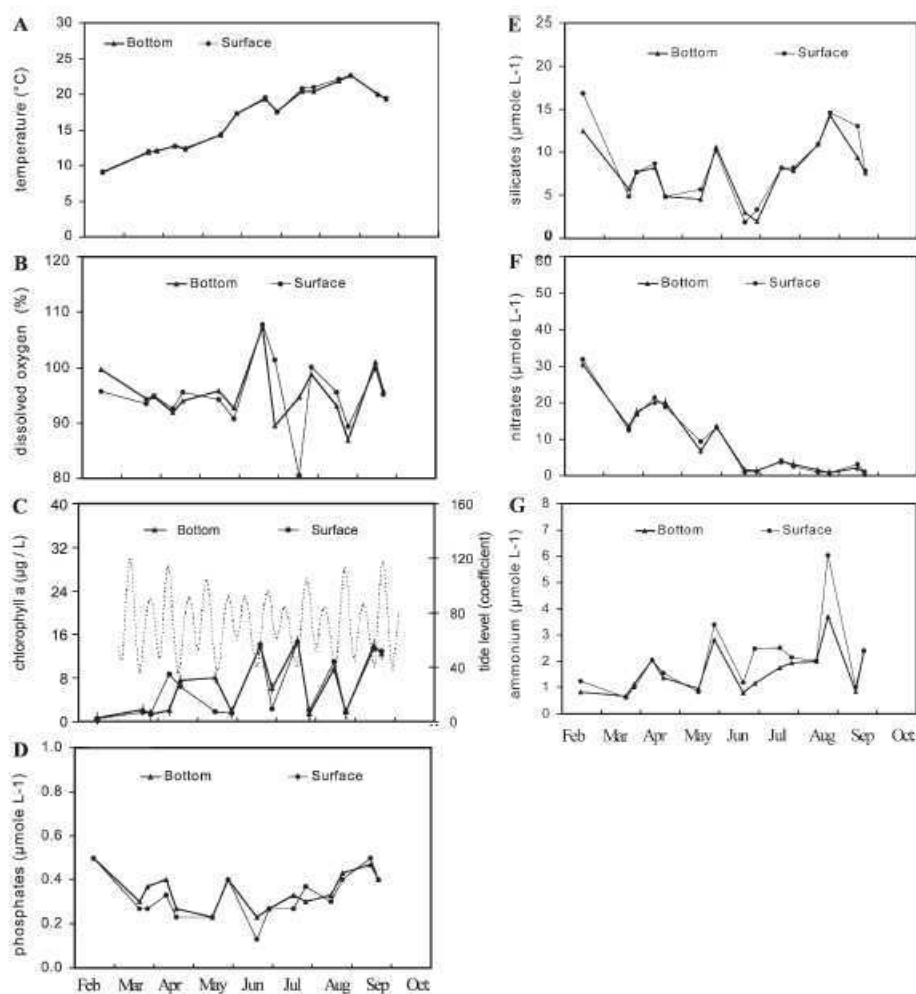 A
30
25
20
15
10
5
0
temperature (°C)
Bottom
Surface
B
120
110
100
90
80
dissolved oxygen (%)
Bottom
Surface
C
40
32
24
16
8
0
chlorophyll a (µg / L)
Bottom
Surface
160
120
80
40
0
tide level (coefficient)
D
1.0
0.8
0.6
0.4
0.2
0.0
phosphates (µmole L-1)
Bottom
Surface
Feb Mar Apr May Jun Jul Aug Sep Oct
E
25
20
15
10
5
0
silicates (µmole L-1)
Bottom
Surface
F
60
50
40
30
20
10
0
nitrates (µmole L-1)
Bottom
Surface
G
8
7
6
5
4
3
2
1
0
ammonium (µmole L-1)
Bottom
Surface
Feb Mar Apr May Jun Jul Aug Sep Oct